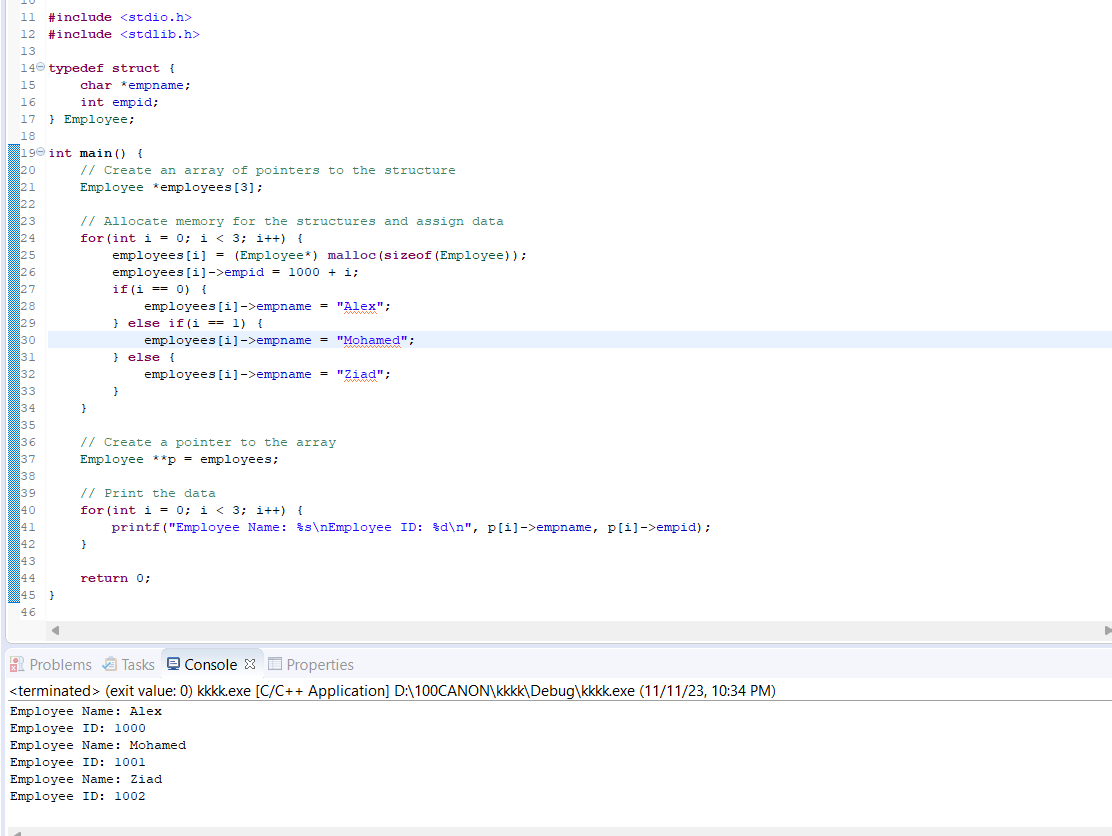 10
11 #include <stdio.h>
12 #include <stdlib.h>
13
14 typedef struct {
15     char *empname;
16     int empid;
17 } Employee;
18
19 int main() {
20     // Create an array of pointers to the structure
21     Employee *employees[3];
22
23     // Allocate memory for the structures and assign data
24     for(int i = 0; i < 3; i++) {
25         employees[i] = (Employee*) malloc(sizeof(Employee));
26         employees[i]->empid = 1000 + i;
27         if(i == 0) {
28             employees[i]->empname = "Alex";
29         } else if(i == 1) {
30             employees[i]->empname = "Mohamed";
31         } else {
32             employees[i]->empname = "Ziad";
33         }
34     }
35
36     // Create a pointer to the array
37     Employee **p = employees;
38
39     // Print the data
40     for(int i = 0; i < 3; i++) {
41         printf("Employee Name: %s\nEmployee ID: %d\n", p[i]->empname, p[i]->empid);
42     }
43
44     return 0;
45 }
46
Problems Tasks Console Properties
<terminated> (exit value: 0) kkkk.exe [C/C++ Application] D:\100CANON\kkkk\Debug\kkkk.exe (11/11/23, 10:34 PM)
Employee Name: Alex
Employee ID: 1000
Employee Name: Mohamed
Employee ID: 1001
Employee Name: Ziad
Employee ID: 1002